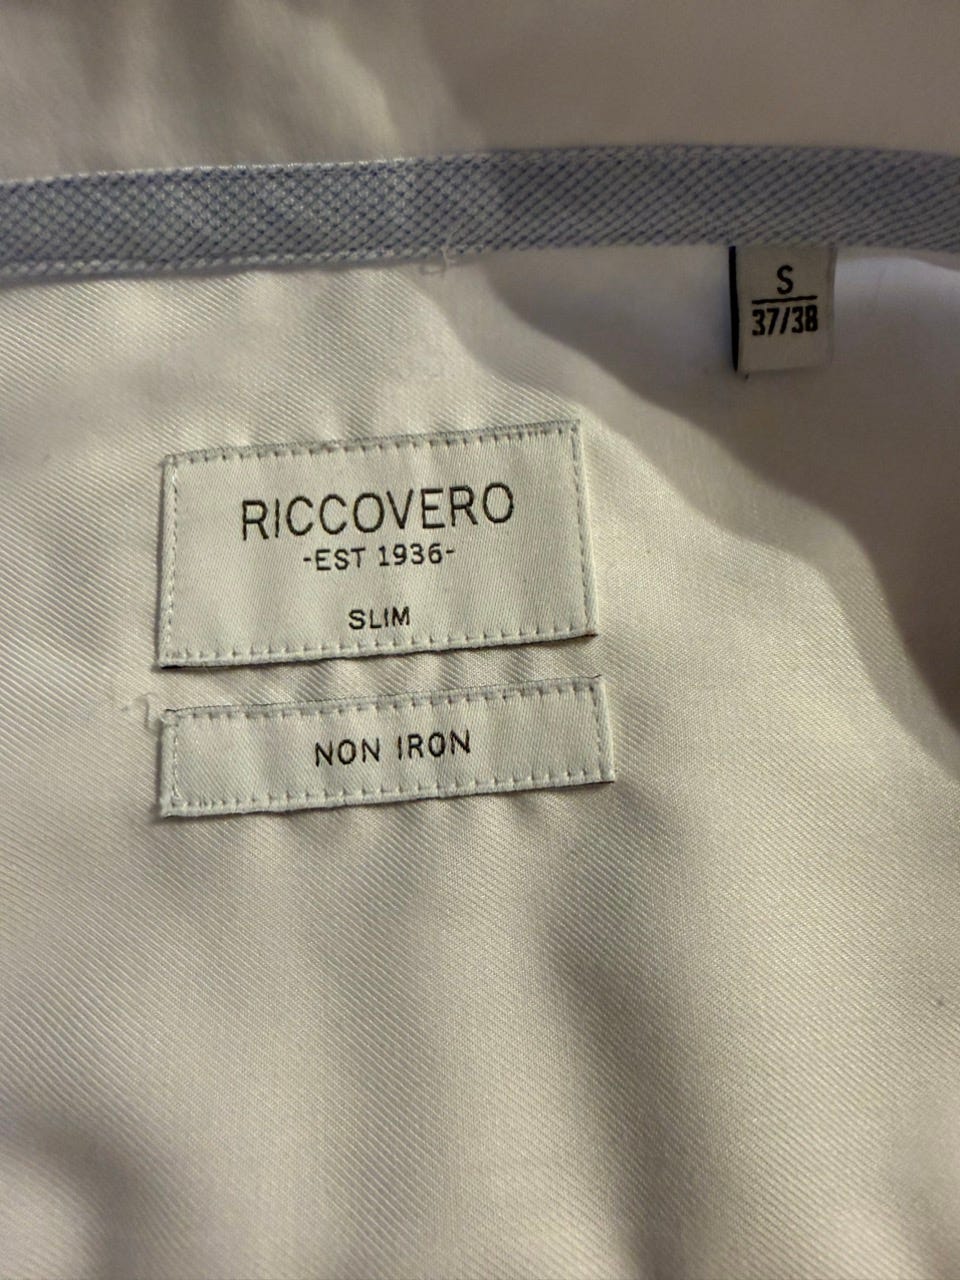 S
37/38
RICCOVERO
-EST 1936-
SLIM
NON IRON